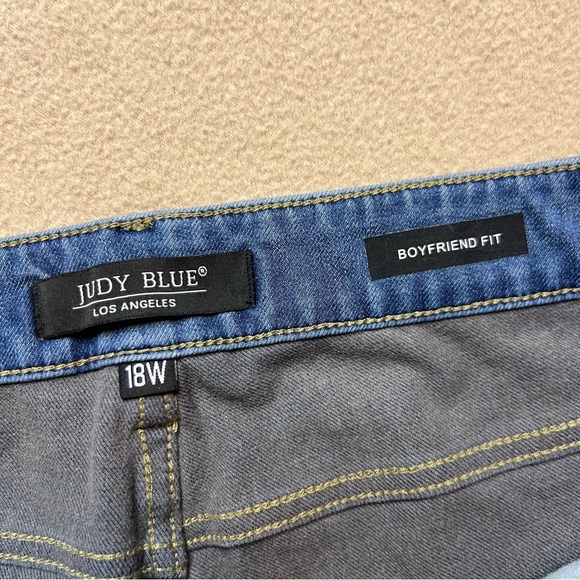 JUDY BLUE®
LOS ANGELES
BOYFRIEND FIT
18W